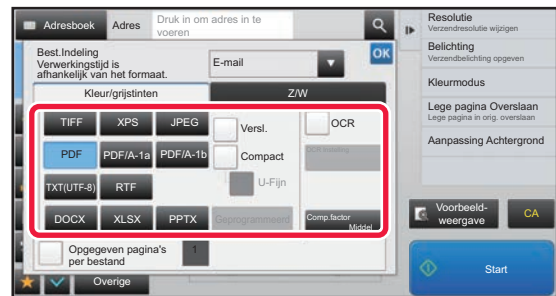 Adresboek
Adres
Druk in om adres in te
voeren
Best.Indeling
Verwerkingstijd is
afhankelijk van het formaat.
E-mail
OK
Kleur/grijstinten
Z/W
TIFF
XPS
JPEG
Versl.
OCR
PDF
PDF/A-1a
PDF/A-1b
Compact
TXT(UTF-8)
RTF
U-Fijn
DOCX
XLSX
PPTX
Geprogrammeerd
Comp.factor
Middel
Opgegeven pagina's
per bestand
1
Overige
Resolutie
Verzendresolutie wijzigen
Belichting
Verzendbelichting opgeven
Kleurmodus
Lege pagina Overslaan
Lege pagina in orig. overslaan
Aanpassing Achtergrond
Voorbeeld-
weergave
CA
Start